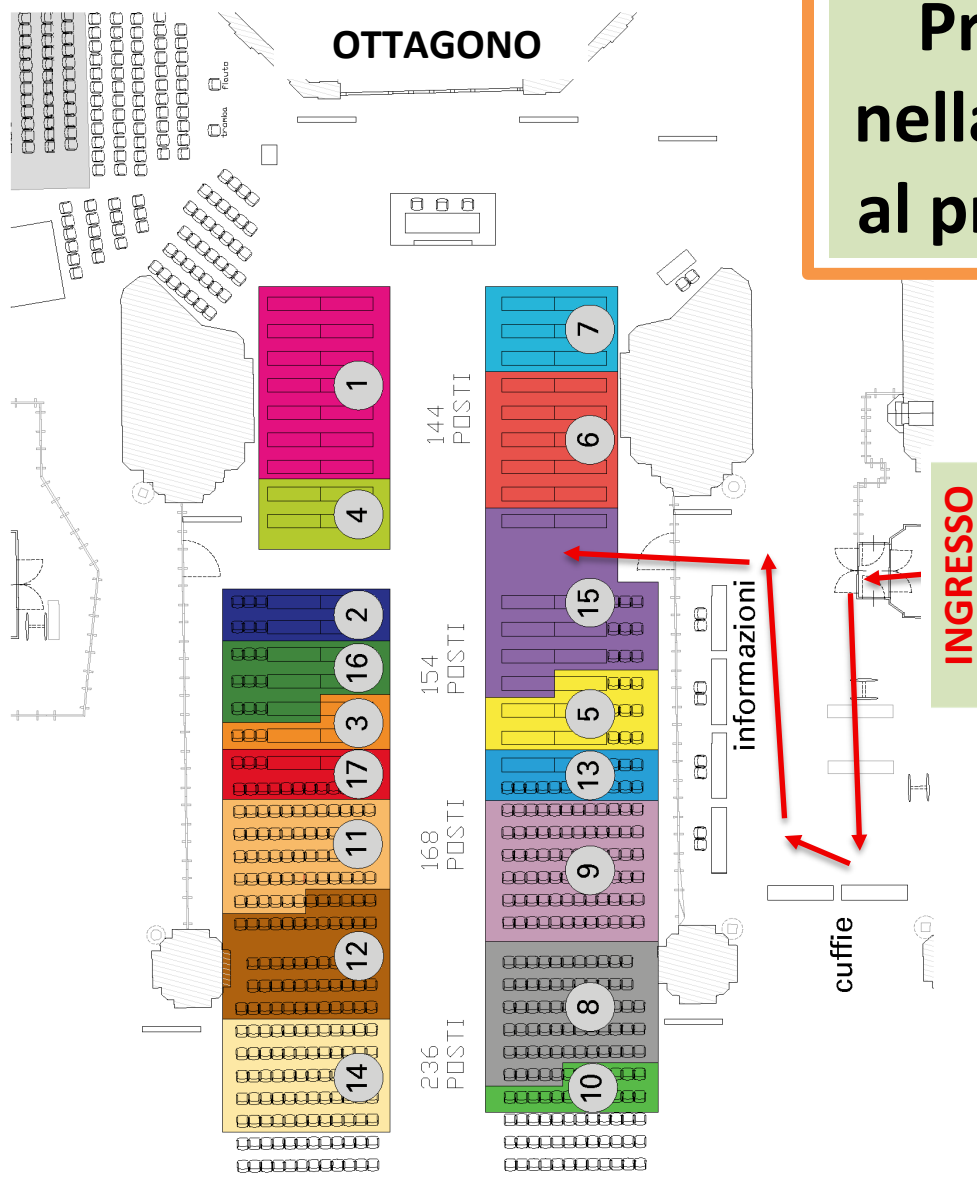 OTTAGONO
Pr
nella
al pr
flauto
tromba
1
7
144
POSTI
6
4
INGRESSO
15
2
informazioni
16
154
POSTI
5
3
13
17
11
168
POSTI
9
12
cuffie
8
14
236
POSTI
10